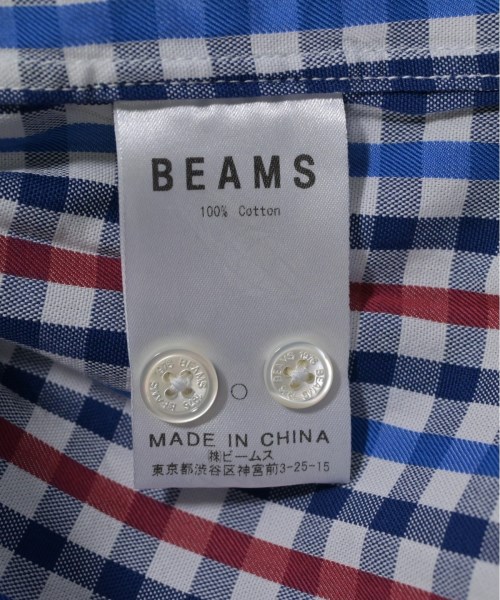 BEAMS
100% Cotton
MADE IN CHINA
㈱ビームス
東京都渋谷区神宮前3-25-15